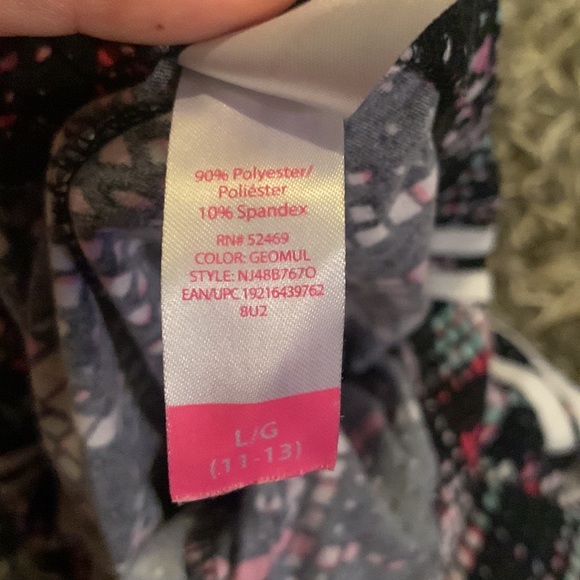 90% Polyester/
Poliéster
10% Spandex
RN# 52469
COLOR: GEOMUL
STYLE: NJ48B767O
EAN/UPC 19216439762
8U2
L/G
(11-13)